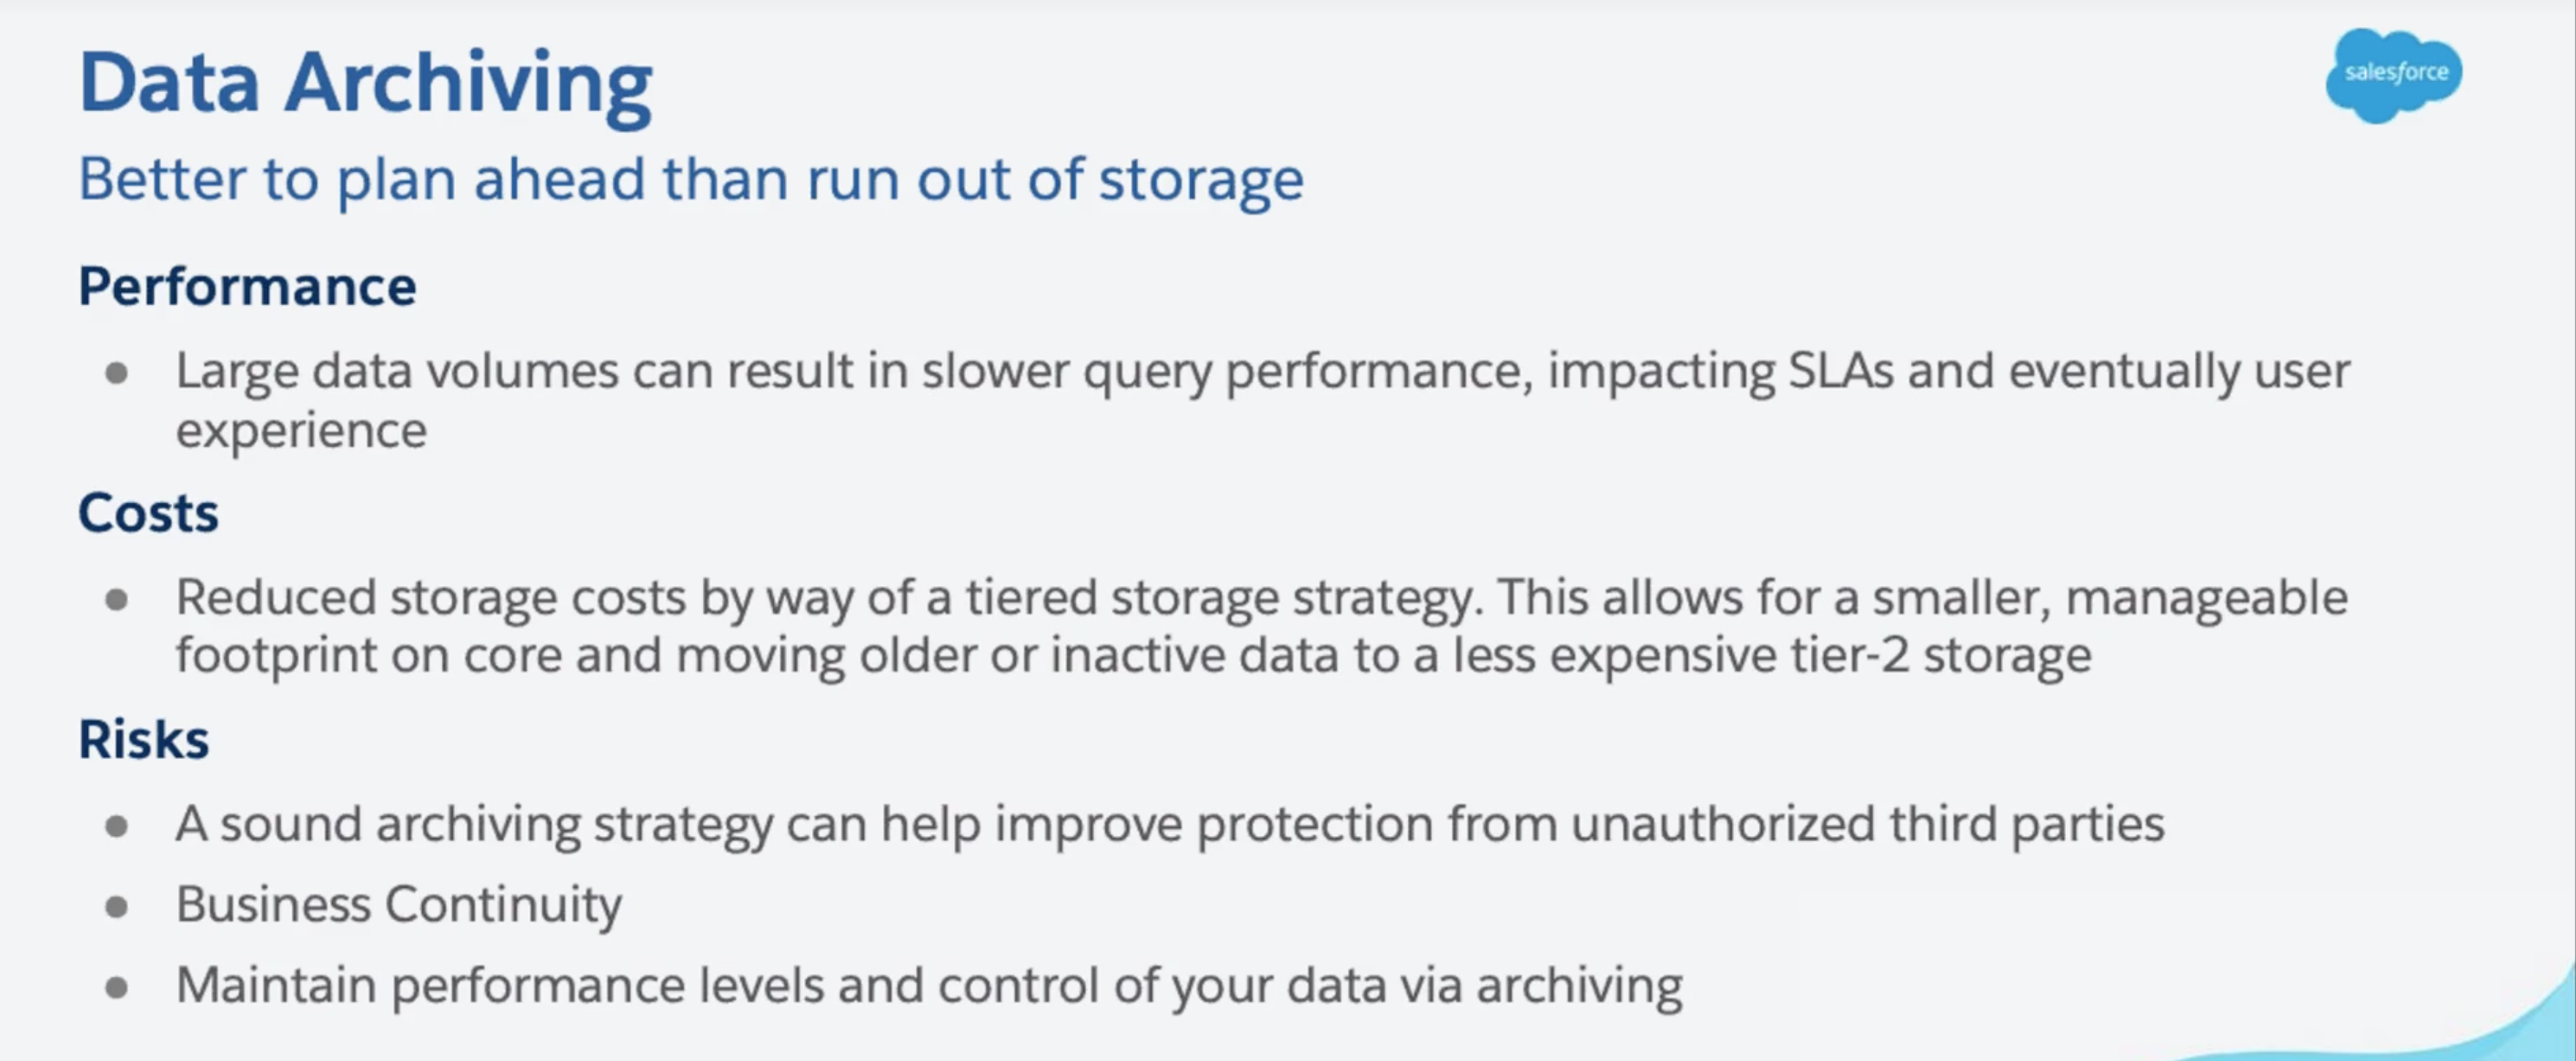 Data Archiving
salesforce
Better to plan ahead than run out of storage
Performance
● Large data volumes can result in slower query performance, impacting SLAs and eventually user
experience
Costs
● Reduced storage costs by way of a tiered storage strategy. This allows for a smaller, manageable
footprint on core and moving older or inactive data to a less expensive tier-2 storage
Risks
● A sound archiving strategy can help improve protection from unauthorized third parties
● Business Continuity
● Maintain performance levels and control of your data via archiving